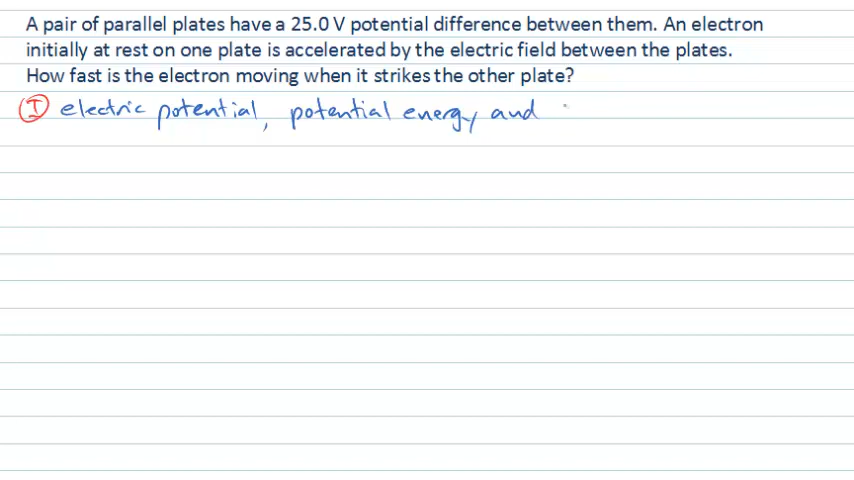 A pair of parallel plates have a 25.0 V potential difference between them. An electron
initially at rest on one plate is accelerated by the electric field between the plates.
How fast is the electron moving when it strikes the other plate?
I electric potential, potential energy and